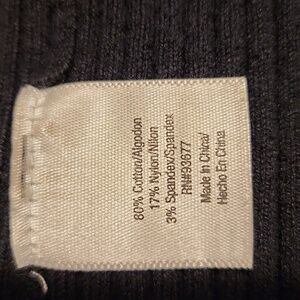 80% Cotton/Algodon
17% Nylon/Nilon
3% Spandex/Spandex
RN#93677
Made In China/
Hecho En China